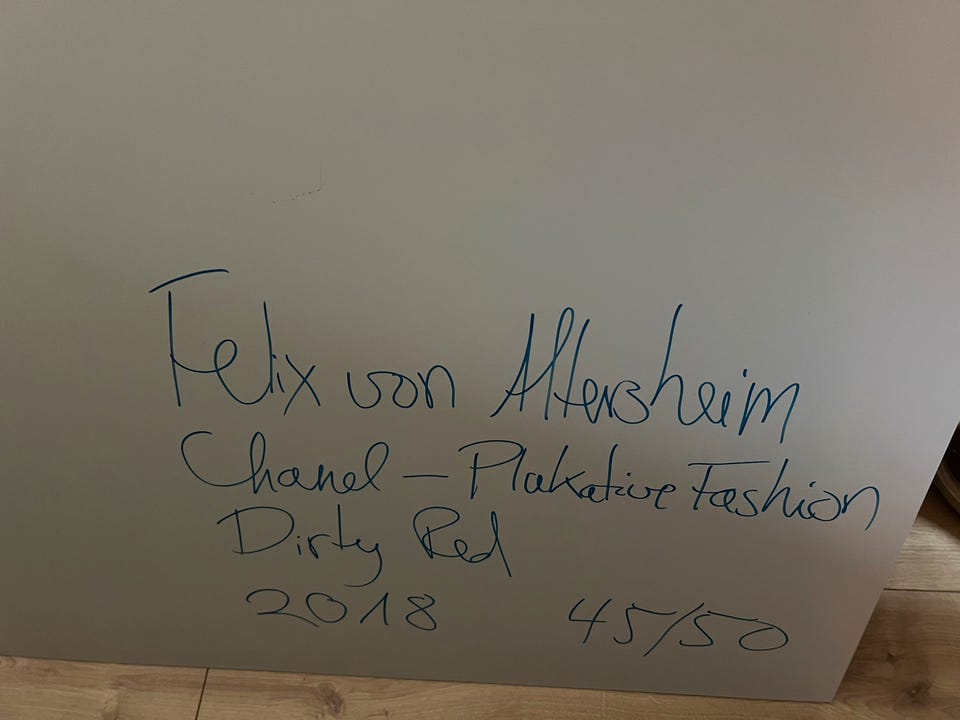 Felix von Altersheim
Chanel – Plakative Fashion
Dirty Red
2018 45/50